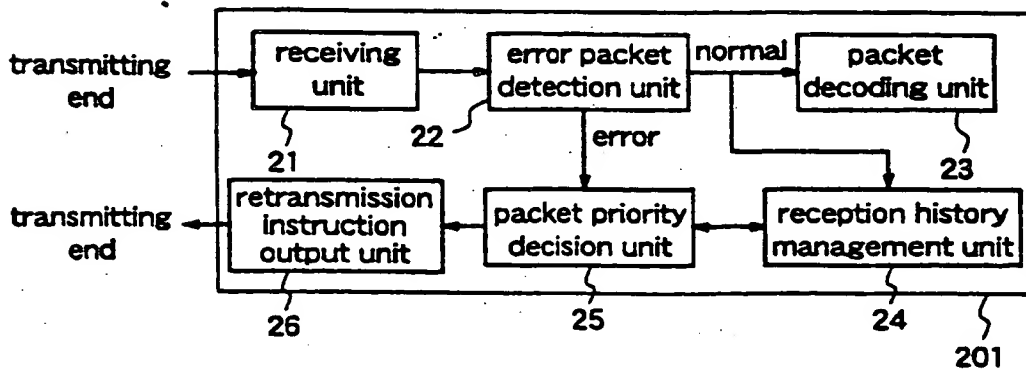 transmitting
end
receiving
unit
error packet
detection unit
normal
packet
decoding unit
21
22
error
23
transmitting
end
retransmission
instruction
output unit
packet priority
decision unit
reception history
management unit
26
25
24
201